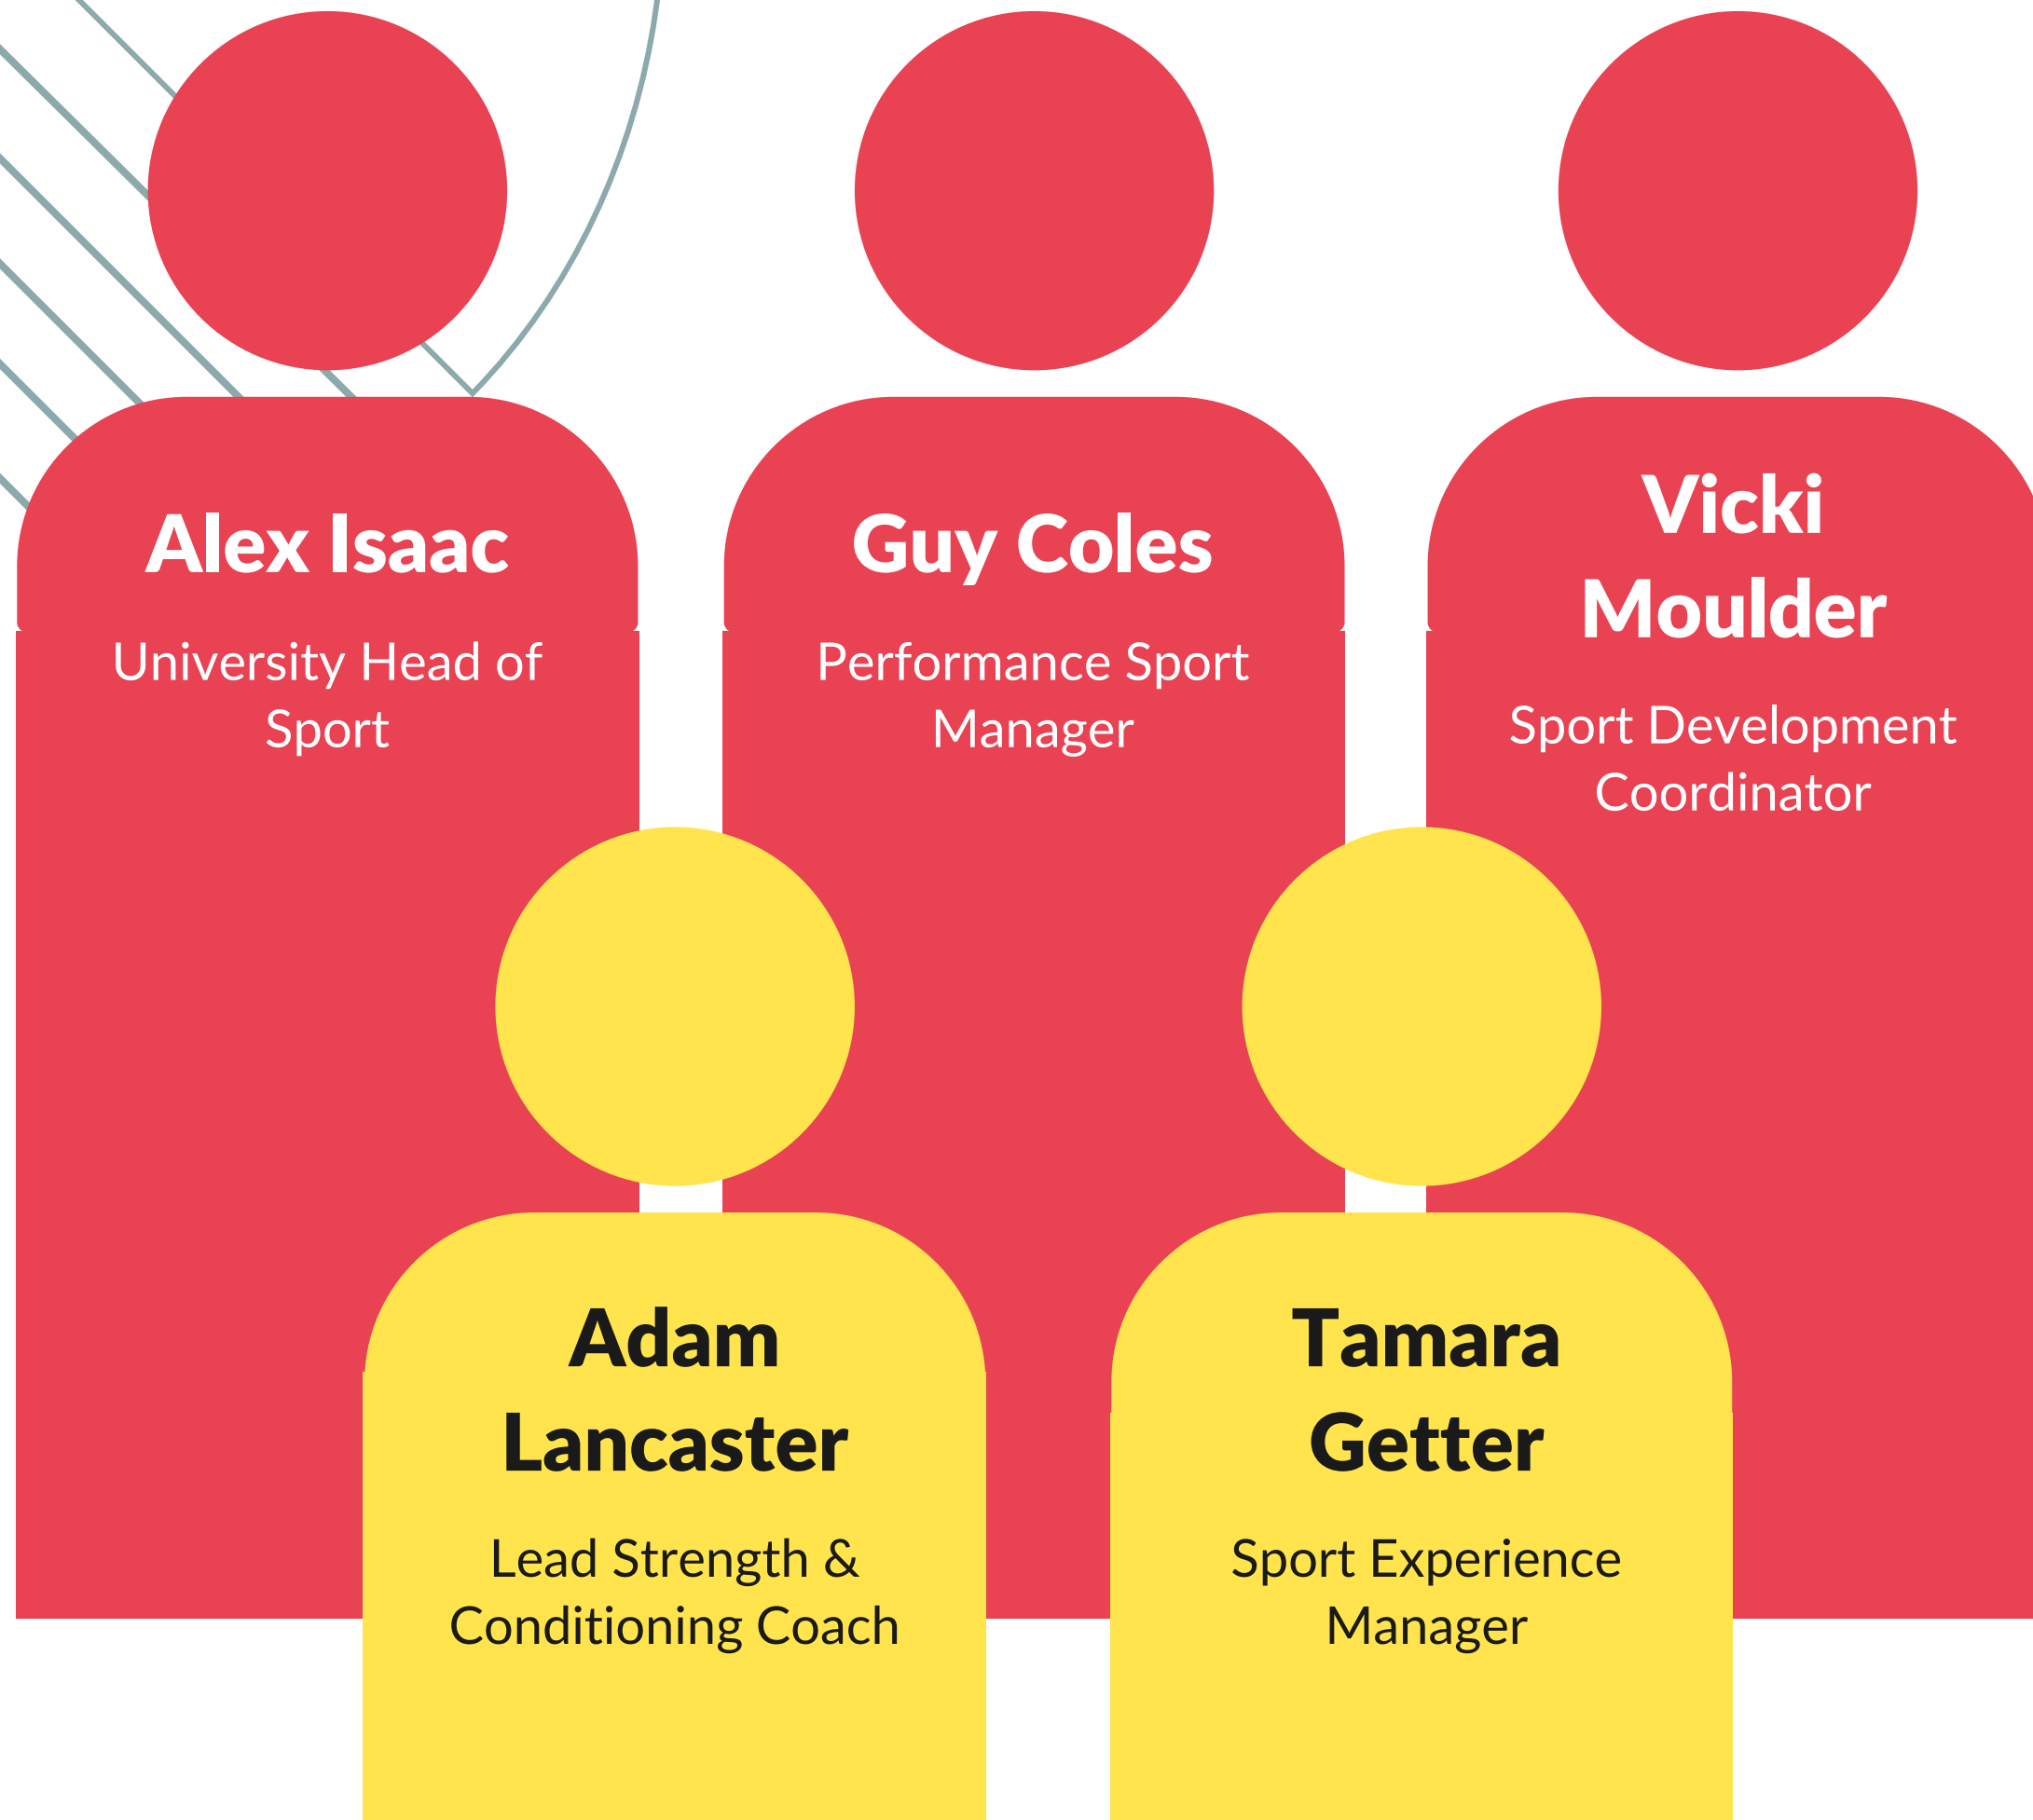 Alex Isaac
University Head of
Sport
Guy Coles
Performance Sport
Manager
Vicki
Moulder
Sport Development
Coordinator
Adam
Lancaster
Lead Strength &
Conditioning Coach
Tamara
Getter
Sport Experience
Manager